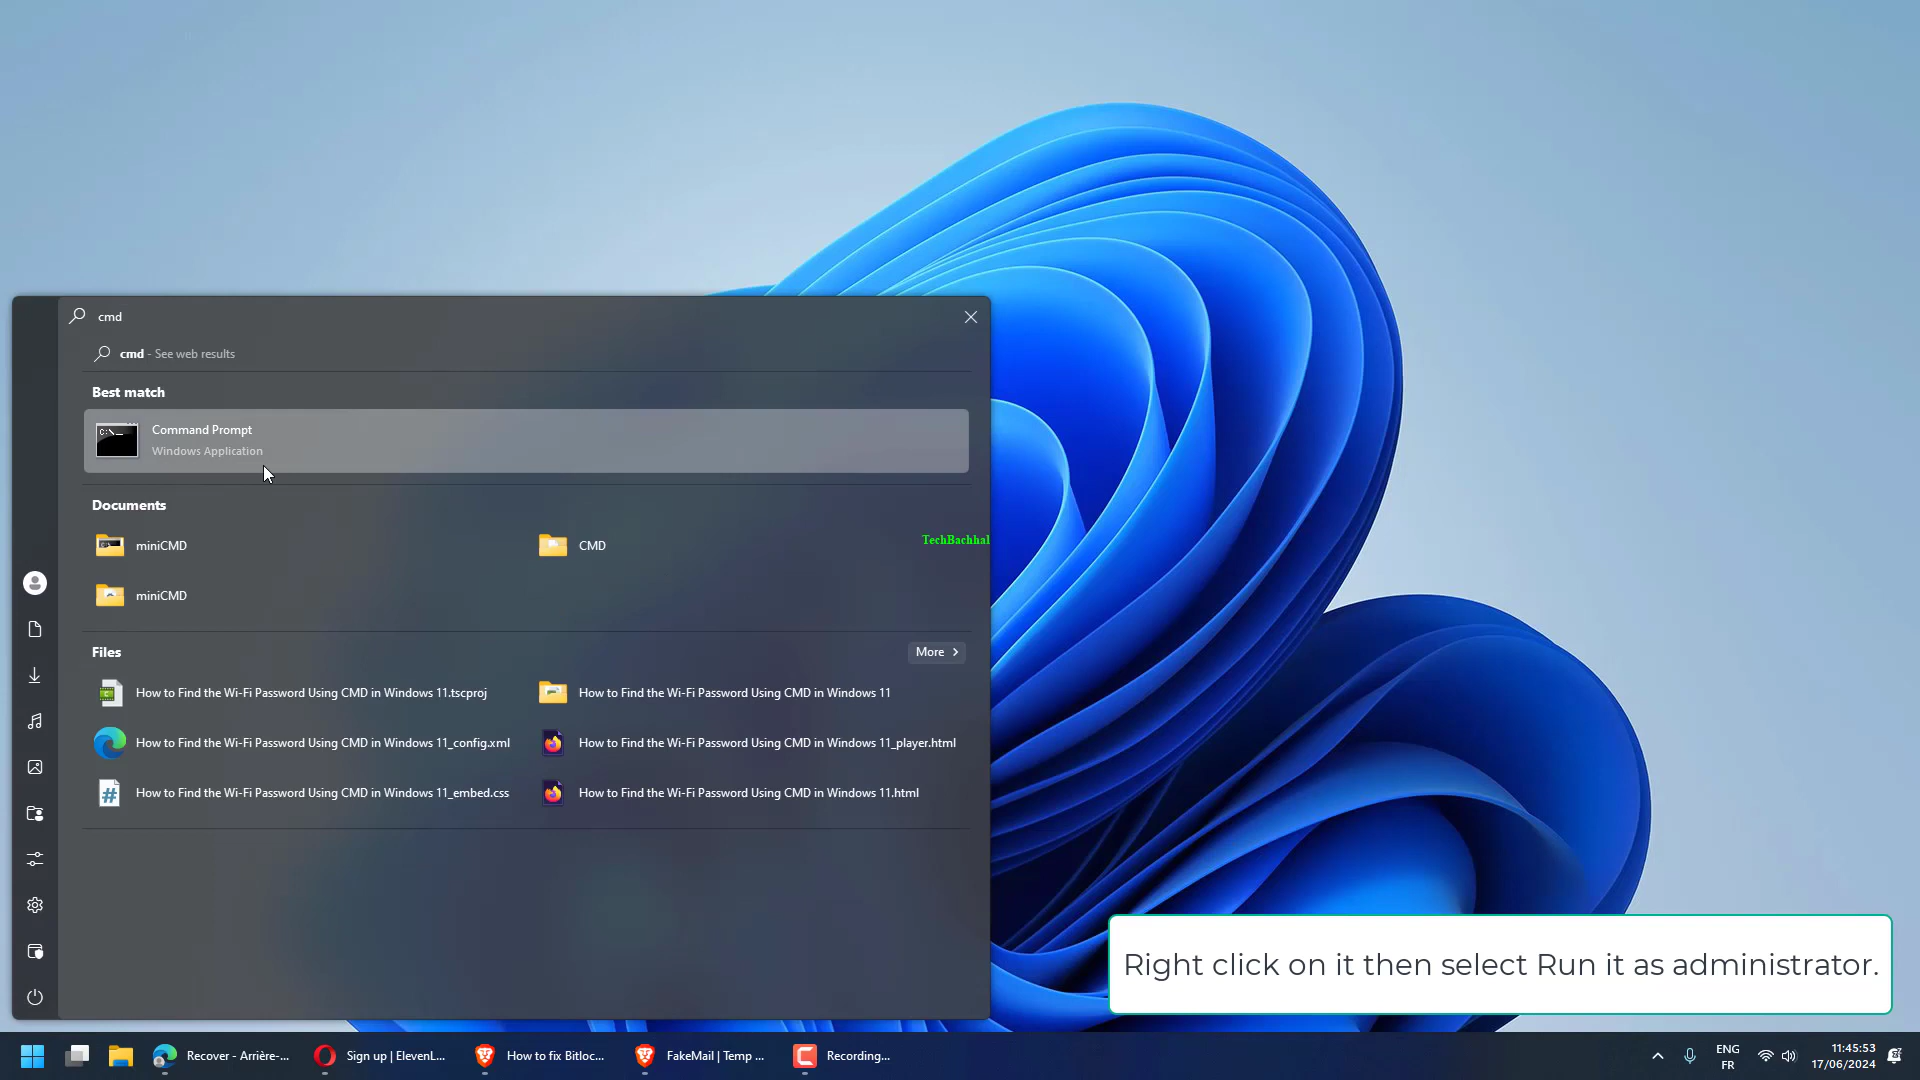 cmd
cmd - See web results
Best match
Command Prompt
Windows Application
Documents
miniCMD
CMD
TechBachhal
miniCMD
Files
More
How to Find the Wi-Fi Password Using CMD in Windows 11.tscproj
How to Find the Wi-Fi Password Using CMD in Windows 11
How to Find the Wi-Fi Password Using CMD in Windows 11_config.xml
How to Find the Wi-Fi Password Using CMD in Windows 11_player.html
How to Find the Wi-Fi Password Using CMD in Windows 11_embed.css
How to Find the Wi-Fi Password Using CMD in Windows 11.html
Right click on it then select Run it as administrator.
Recover - Arrière-...
Sign up | ElevenL...
How to fix Bitloc...
FakeMail | Temp ...
Recording...
ENG
FR
11:45:53
17/06/2024